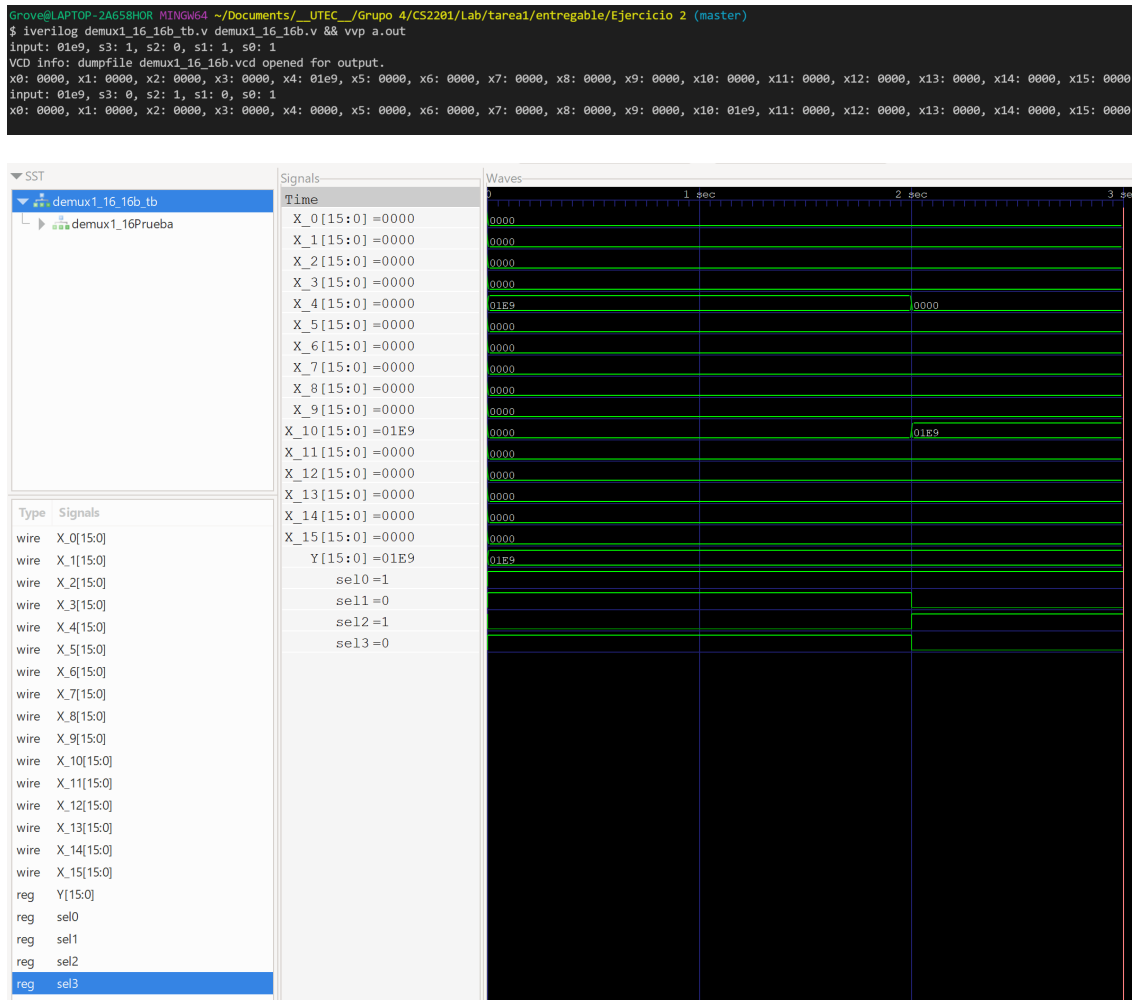 Grove@LAPTOP-2A658HOR MINGW64 ~/Documents/__UTEC__/Grupo 4/CS2201/Lab/tarea1/entregable/Ejercicio 2 (master)
$ iverilog demux1_16_16b_tb.v demux1_16_16b.v && vvp a.out
input: 01e9, s3: 1, s2: 0, s1: 1, s0: 1
VCD info: dumpfile demux1_16_16b.vcd opened for output.
x0: 0000, x1: 0000, x2: 0000, x3: 0000, x4: 01e9, x5: 0000, x6: 0000, x7: 0000, x8: 0000, x9: 0000, x10: 0000, x11: 0000, x12: 0000, x13: 0000, x14: 0000, x15: 0000
input: 01e9, s3: 0, s2: 1, s1: 0, s0: 1
x0: 0000, x1: 0000, x2: 0000, x3: 0000, x4: 0000, x5: 0000, x6: 0000, x7: 0000, x8: 0000, x9: 0000, x10: 01e9, x11: 0000, x12: 0000, x13: 0000, x14: 0000, x15: 0000
SST
demux1_16_16b_tb
demux1_16Prueba
Type Signals
wire X_0[15:0]
wire X_1[15:0]
wire X_2[15:0]
wire X_3[15:0]
wire X_4[15:0]
wire X_5[15:0]
wire X_6[15:0]
wire X_7[15:0]
wire X_8[15:0]
wire X_9[15:0]
wire X_10[15:0]
wire X_11[15:0]
wire X_12[15:0]
wire X_13[15:0]
wire X_14[15:0]
wire X_15[15:0]
reg Y[15:0]
reg sel0
reg sel1
reg sel2
reg sel3
Signals
Time
X_0[15:0] =0000
X_1[15:0] =0000
X_2[15:0] =0000
X_3[15:0] =0000
X_4[15:0] =0000
X_5[15:0] =0000
X_6[15:0] =0000
X_7[15:0] =0000
X_8[15:0] =0000
X_9[15:0] =0000
X_10[15:0] =01E9
X_11[15:0] =0000
X_12[15:0] =0000
X_13[15:0] =0000
X_14[15:0] =0000
X_15[15:0] =0000
Y[15:0] =01E9
sel0 =1
sel1 =0
sel2 =1
sel3 =0
Waves
0 1 sec 2 sec 3 se
0000
0000
0000
0000
01E9 0000
0000
0000
0000
0000
0000
0000 01E9
0000
0000
0000
0000
0000
01E9